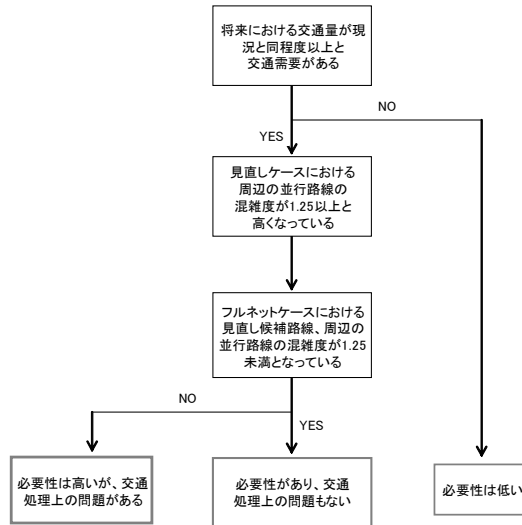 将来における交通量が現
況と同程度以上と
交通需要がある
NO
YES
見直しケースにおける
周辺の並行路線の
混雑度が1.25以上と
高くなっている
フルネットケースにおける
見直し候補路線、周辺の
並行路線の混雑度が1.25
未満となっている
NO
YES
必要性は高いが、交通
処理上の問題がある
必要性があり、交通
処理上の問題もない
必要性は低い